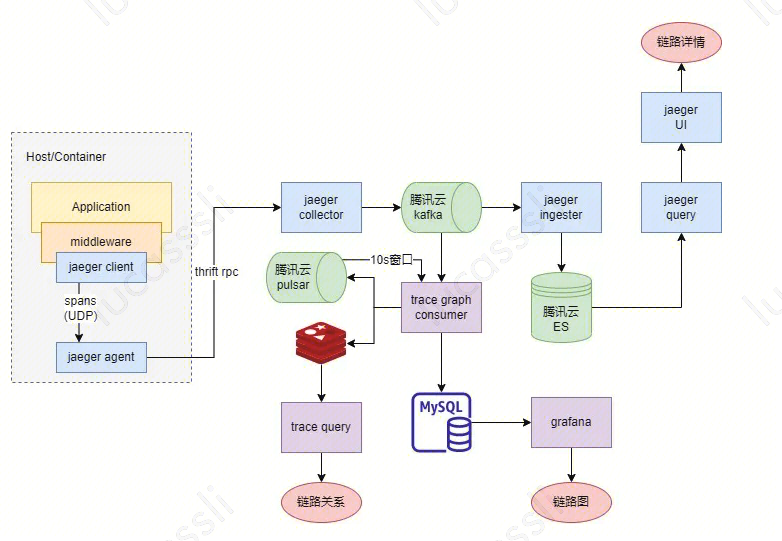 链路详情
jaeger
UI
Host/Container
Application
middleware
jaeger client
spans
(UDP)
jaeger agent
thrift rpc
jaeger
collector
腾讯云
kafka
jaeger
ingester
jaeger
query
腾讯云
pulsar
10s窗口
trace graph
consumer
腾讯云
ES
MySQL
trace query
grafana
链路关系
链路图
lucasssli